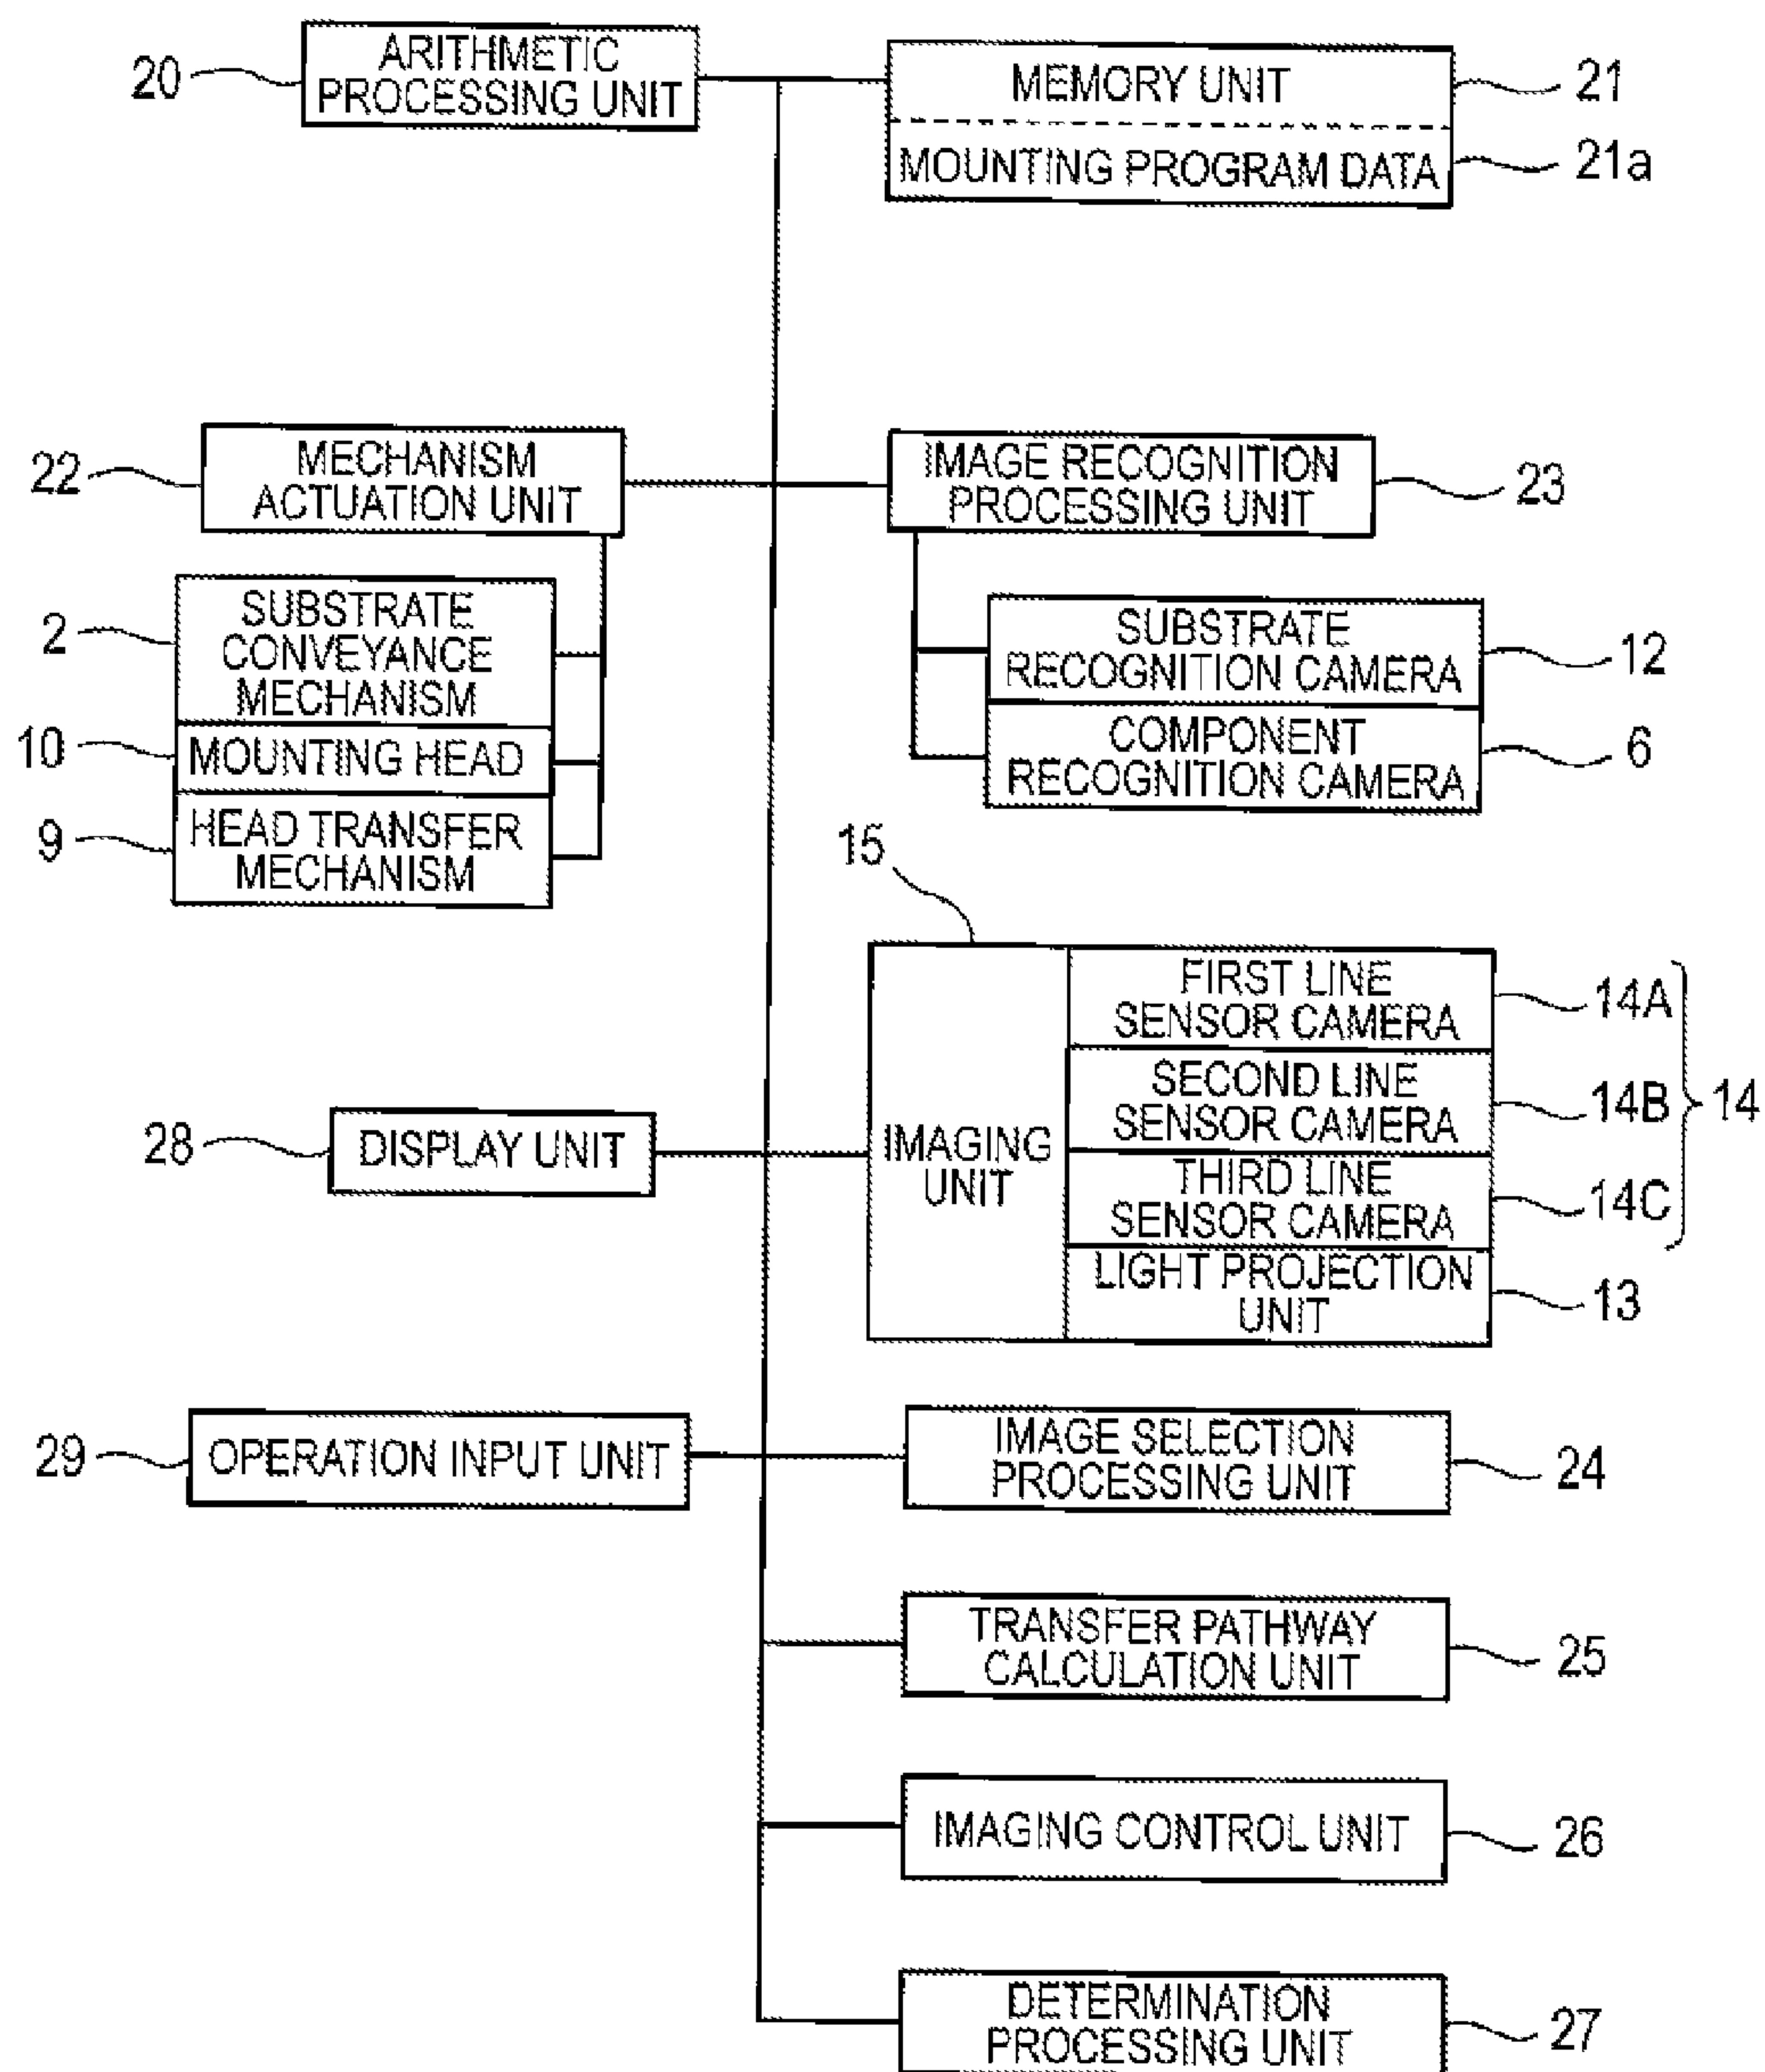 20
ARITHMETIC
PROCESSING UNIT
MEMORY UNIT
21
MOUNTING PROGRAM DATA
21a
22
MECHANISM
ACTUATION UNIT
IMAGE RECOGNITION
PROCESSING UNIT
23
2
SUBSTRATE
CONVEYANCE
MECHANISM
10
MOUNTING HEAD
9
HEAD TRANSFER
MECHANISM
SUBSTRATE
RECOGNITION CAMERA
12
COMPONENT
RECOGNITION CAMERA
6
15
IMAGING
UNIT
FIRST LINE
SENSOR CAMERA
14A
SECOND LINE
SENSOR CAMERA
14B
14
THIRD LINE
SENSOR CAMERA
14C
LIGHT PROJECTION
UNIT
13
28
DISPLAY UNIT
29
OPERATION INPUT UNIT
IMAGE SELECTION
PROCESSING UNIT
24
TRANSFER PATHWAY
CALCULATION UNIT
25
IMAGING CONTROL UNIT
26
DETERMINATION
PROCESSING UNIT
27